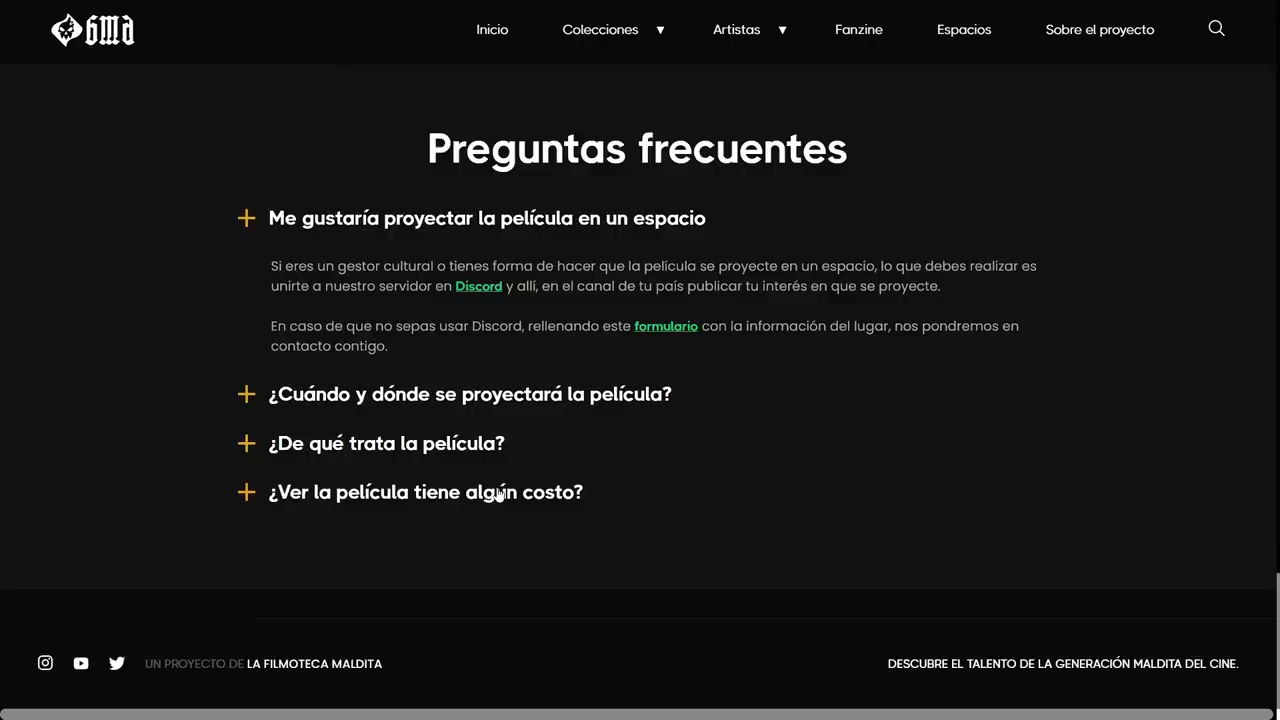 GMD
Inicio
Colecciones ▼
Artistas ▼
Fanzine
Espacios
Sobre el proyecto
Preguntas frecuentes
Me gustaría proyectar la película en un espacio
Si eres un gestor cultural o tienes forma de hacer que la película se proyecte en un espacio, lo que debes realizar es
unirte a nuestro servidor en Discord y allí, en el canal de tu país publicar tu interés en que se proyecte.
En caso de que no sepas usar Discord, rellenando este formulario con la información del lugar, nos pondremos en
contacto contigo.
¿Cuándo y dónde se proyectará la película?
¿De qué trata la película?
¿Ver la película tiene algún costo?
UN PROYECTO DE LA FILMOTECA MALDITA
DESCUBRE EL TALENTO DE LA GENERACIÓN MALDITA DEL CINE.